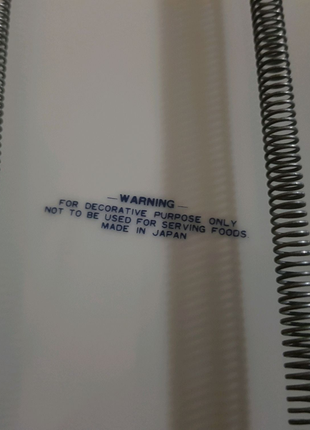 —WARNING—
FOR DECORATIVE PURPOSE ONLY
NOT TO BE USED FOR SERVING FOODS
MADE IN JAPAN